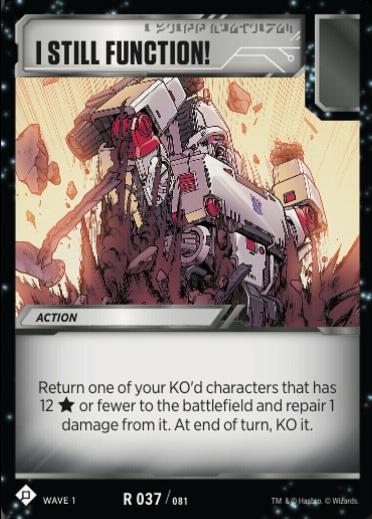 I STILL FUNCTION!
ACTION
Return one of your KO'd characters that has
12 ★ or fewer to the battlefield and repair 1
damage from it. At end of turn, KO it.
WAVE 1
R 037/081
TM & © Hasbro. © Wizards.